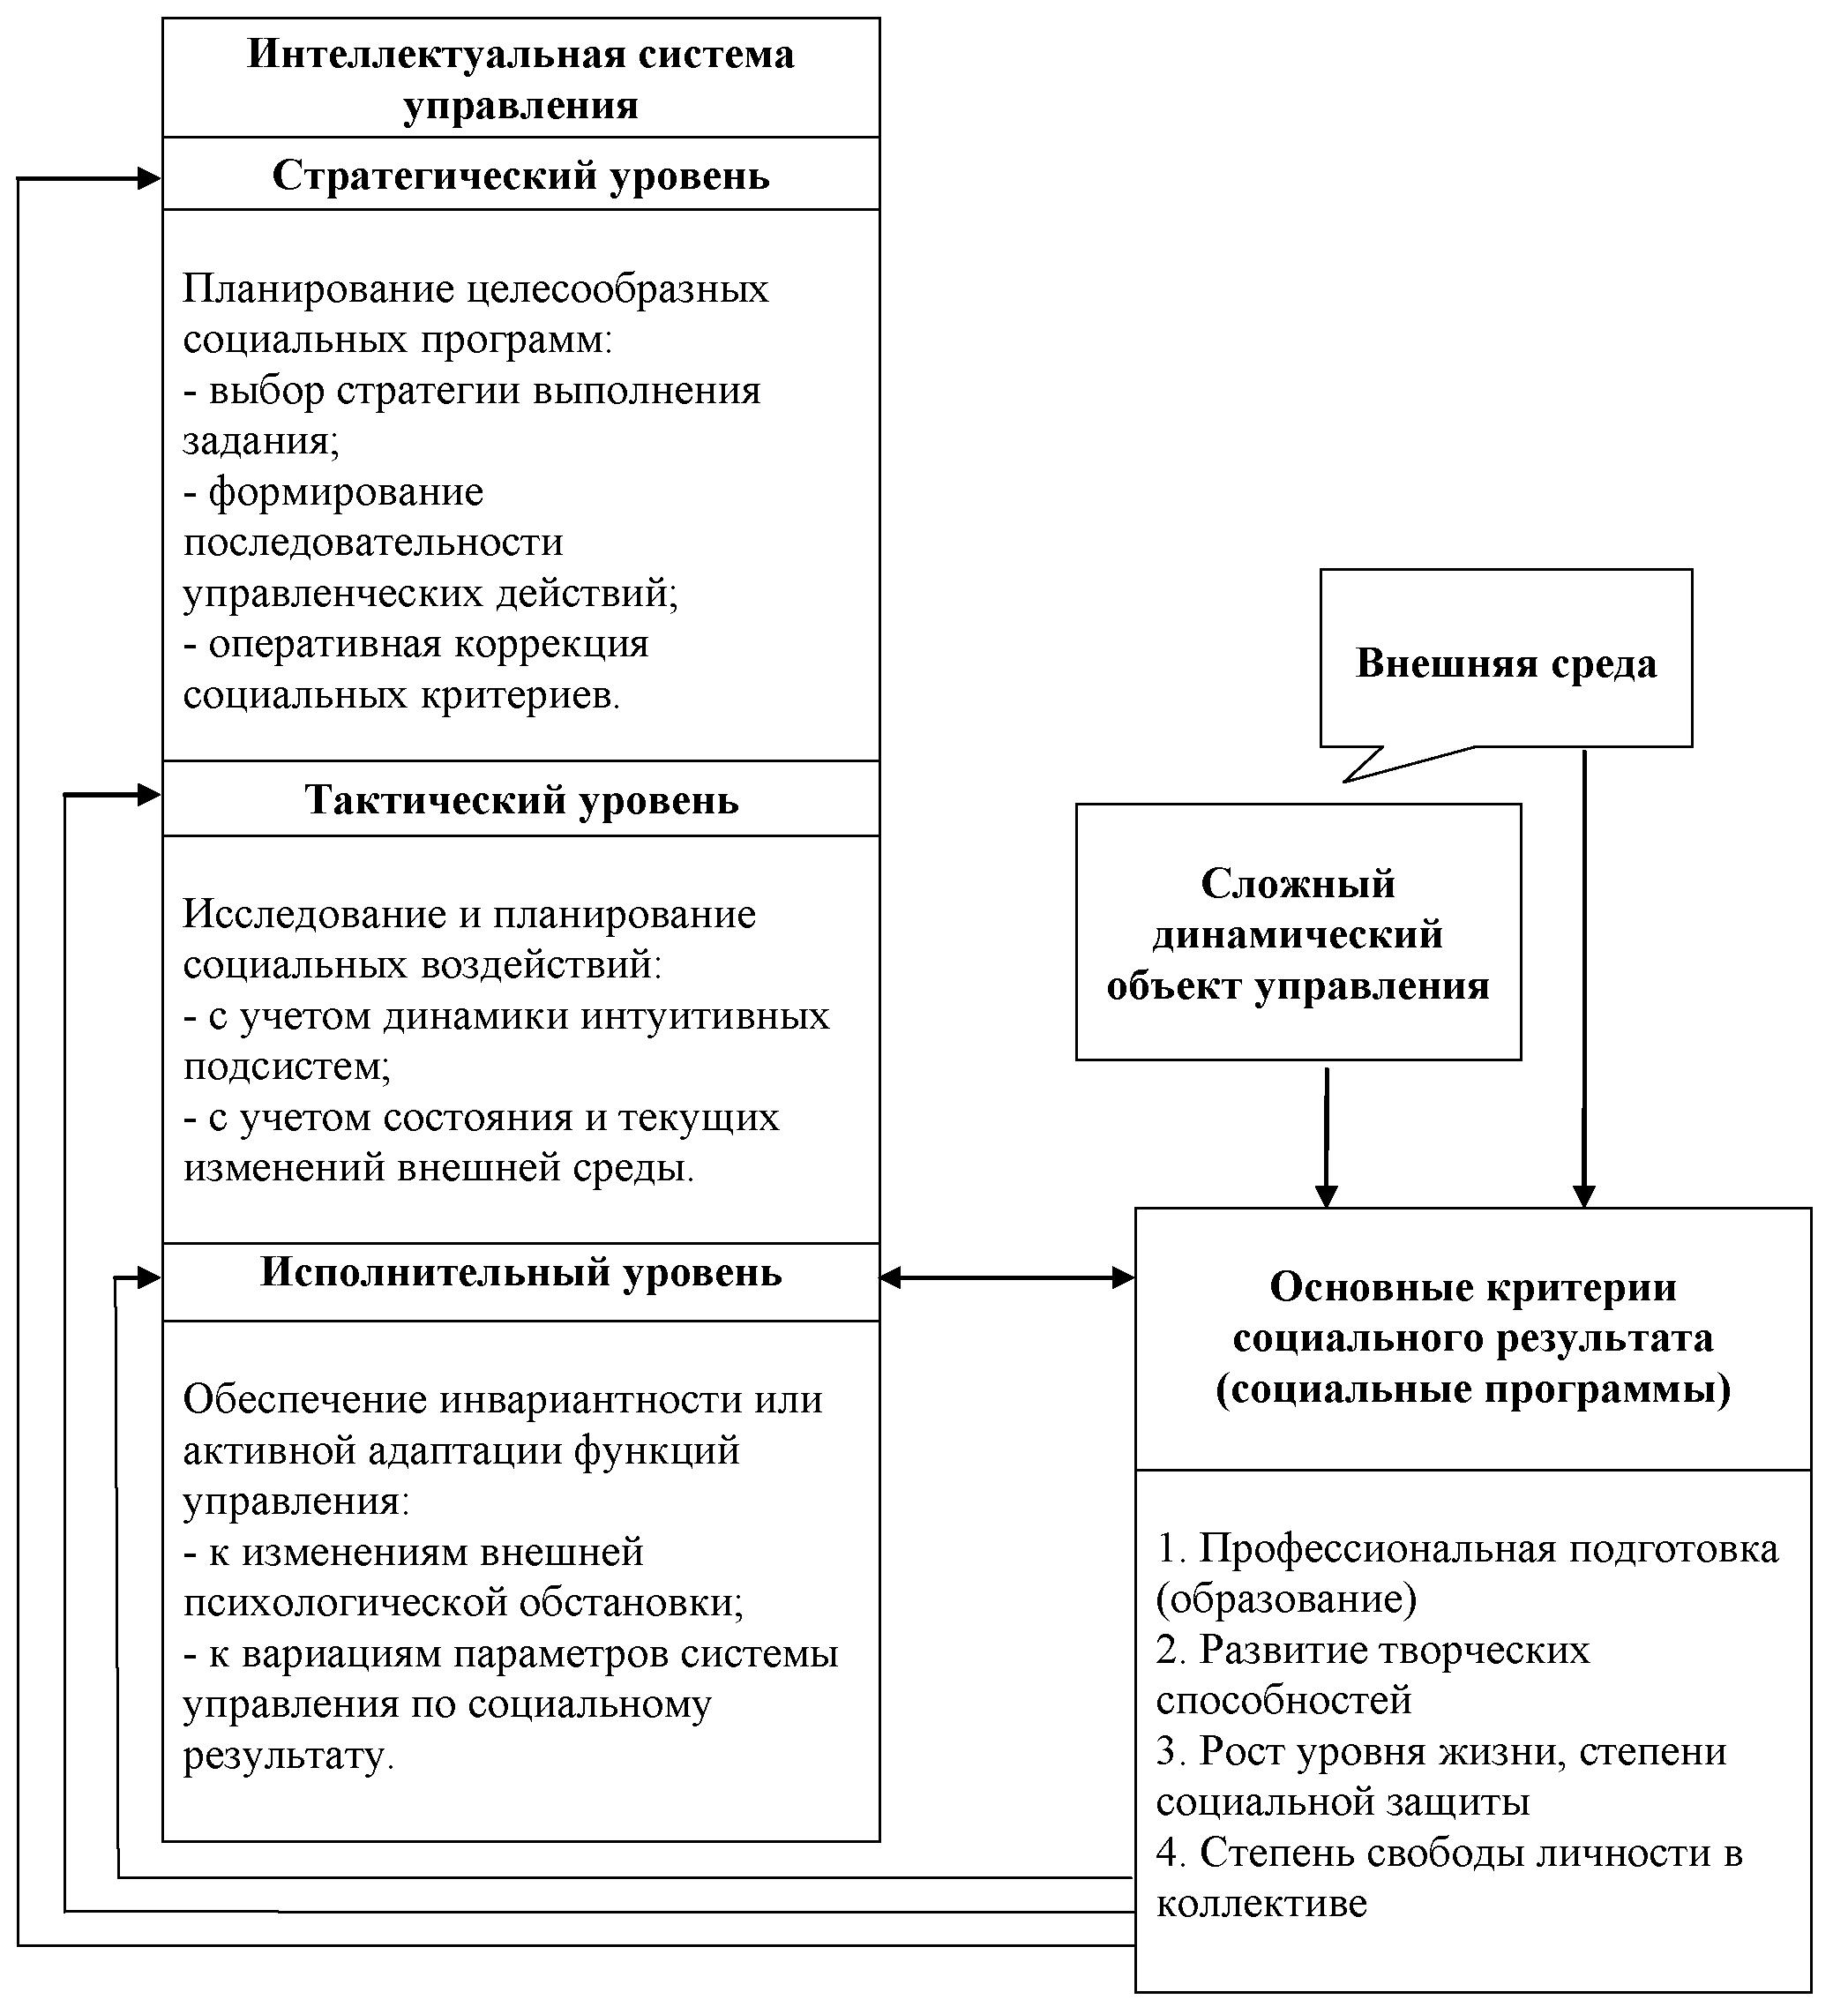 Интеллектуальная система
управления
Стратегический уровень
Планирование целесообразных
социальных программ:
- выбор стратегии выполнения
задания;
- формирование
последовательности
управленческих действий;
- оперативная коррекция
социальных критериев.
Тактический уровень
Исследование и планирование
социальных воздействий:
- с учетом динамики интуитивных
подсистем;
- с учетом состояния и текущих
изменений внешней среды.
Исполнительный уровень
Обеспечение инвариантности или
активной адаптации функций
управления:
- к изменениям внешней
психологической обстановки;
- к вариациям параметров системы
управления по социальному
результату.
Внешняя среда
Сложный
динамический
объект управления
Основные критерии
социального результата
(социальные программы)
1. Профессиональная подготовка
(образование)
2. Развитие творческих
способностей
3. Рост уровня жизни, степени
социальной защиты
4. Степень свободы личности в
коллективе